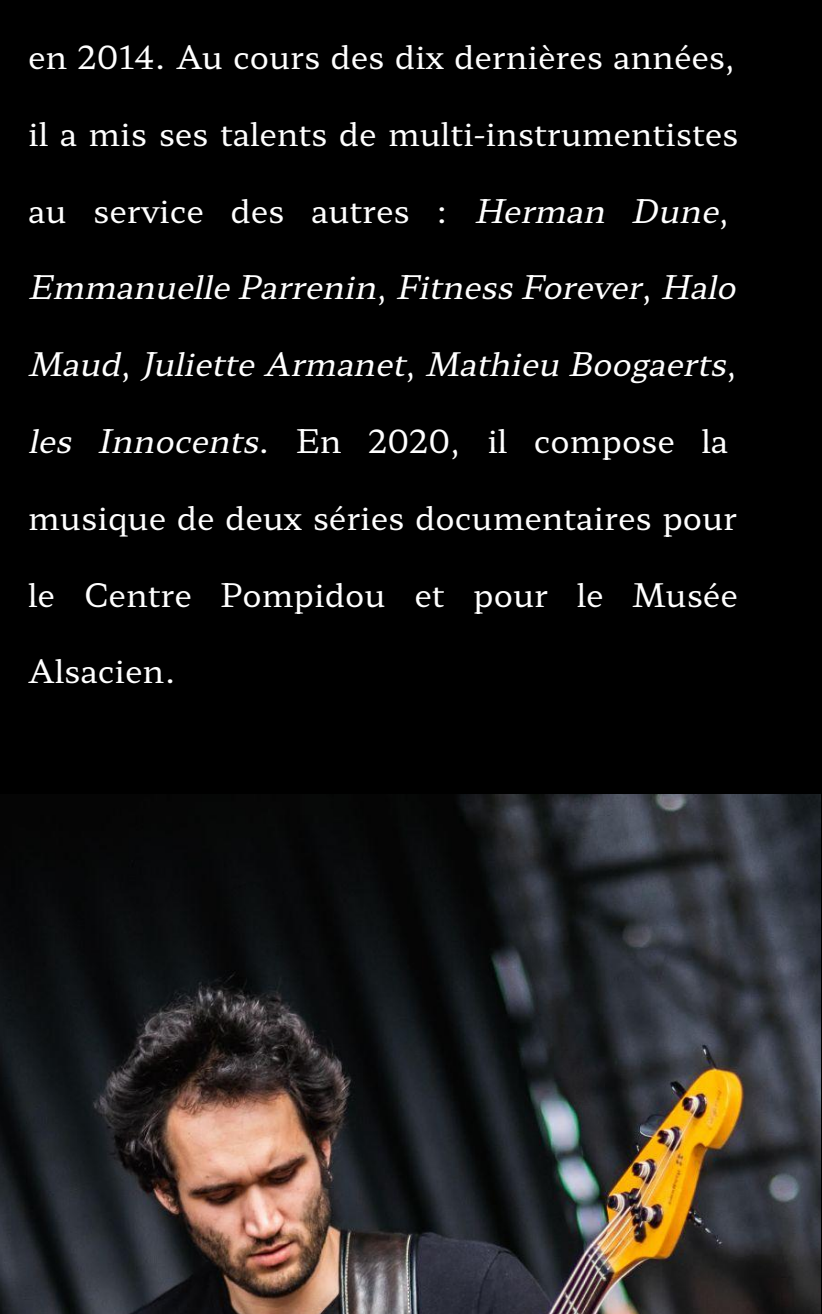 en 2014. Au cours des dix dernières années,
il a mis ses talents de multi-instrumentistes
au service des autres : Herman Dune,
Emmanuelle Parrenin, Fitness Forever, Halo
Maud, Juliette Armanet, Mathieu Boogaerts,
les Innocents. En 2020, il compose la
musique de deux séries documentaires pour
le Centre Pompidou et pour le Musée
Alsacien.